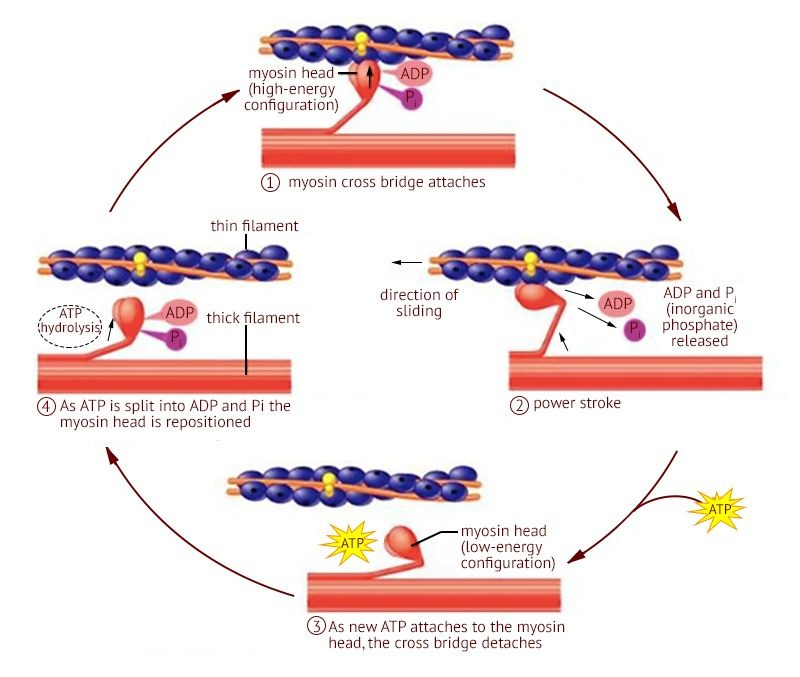 myosin head
(high-energy
configuration)
ADP
Pi
① myosin cross bridge attaches
thin filament
ATP
hydrolysis
ADP
Pi
thick filament
④ As ATP is split into ADP and Pi the
myosin head is repositioned
direction of
sliding
ADP
Pi
ADP and Pi
(inorganic
phosphate)
released
② power stroke
ATP
ATP
myosin head
(low-energy
configuration)
③ As new ATP attaches to the myosin
head, the cross bridge detaches